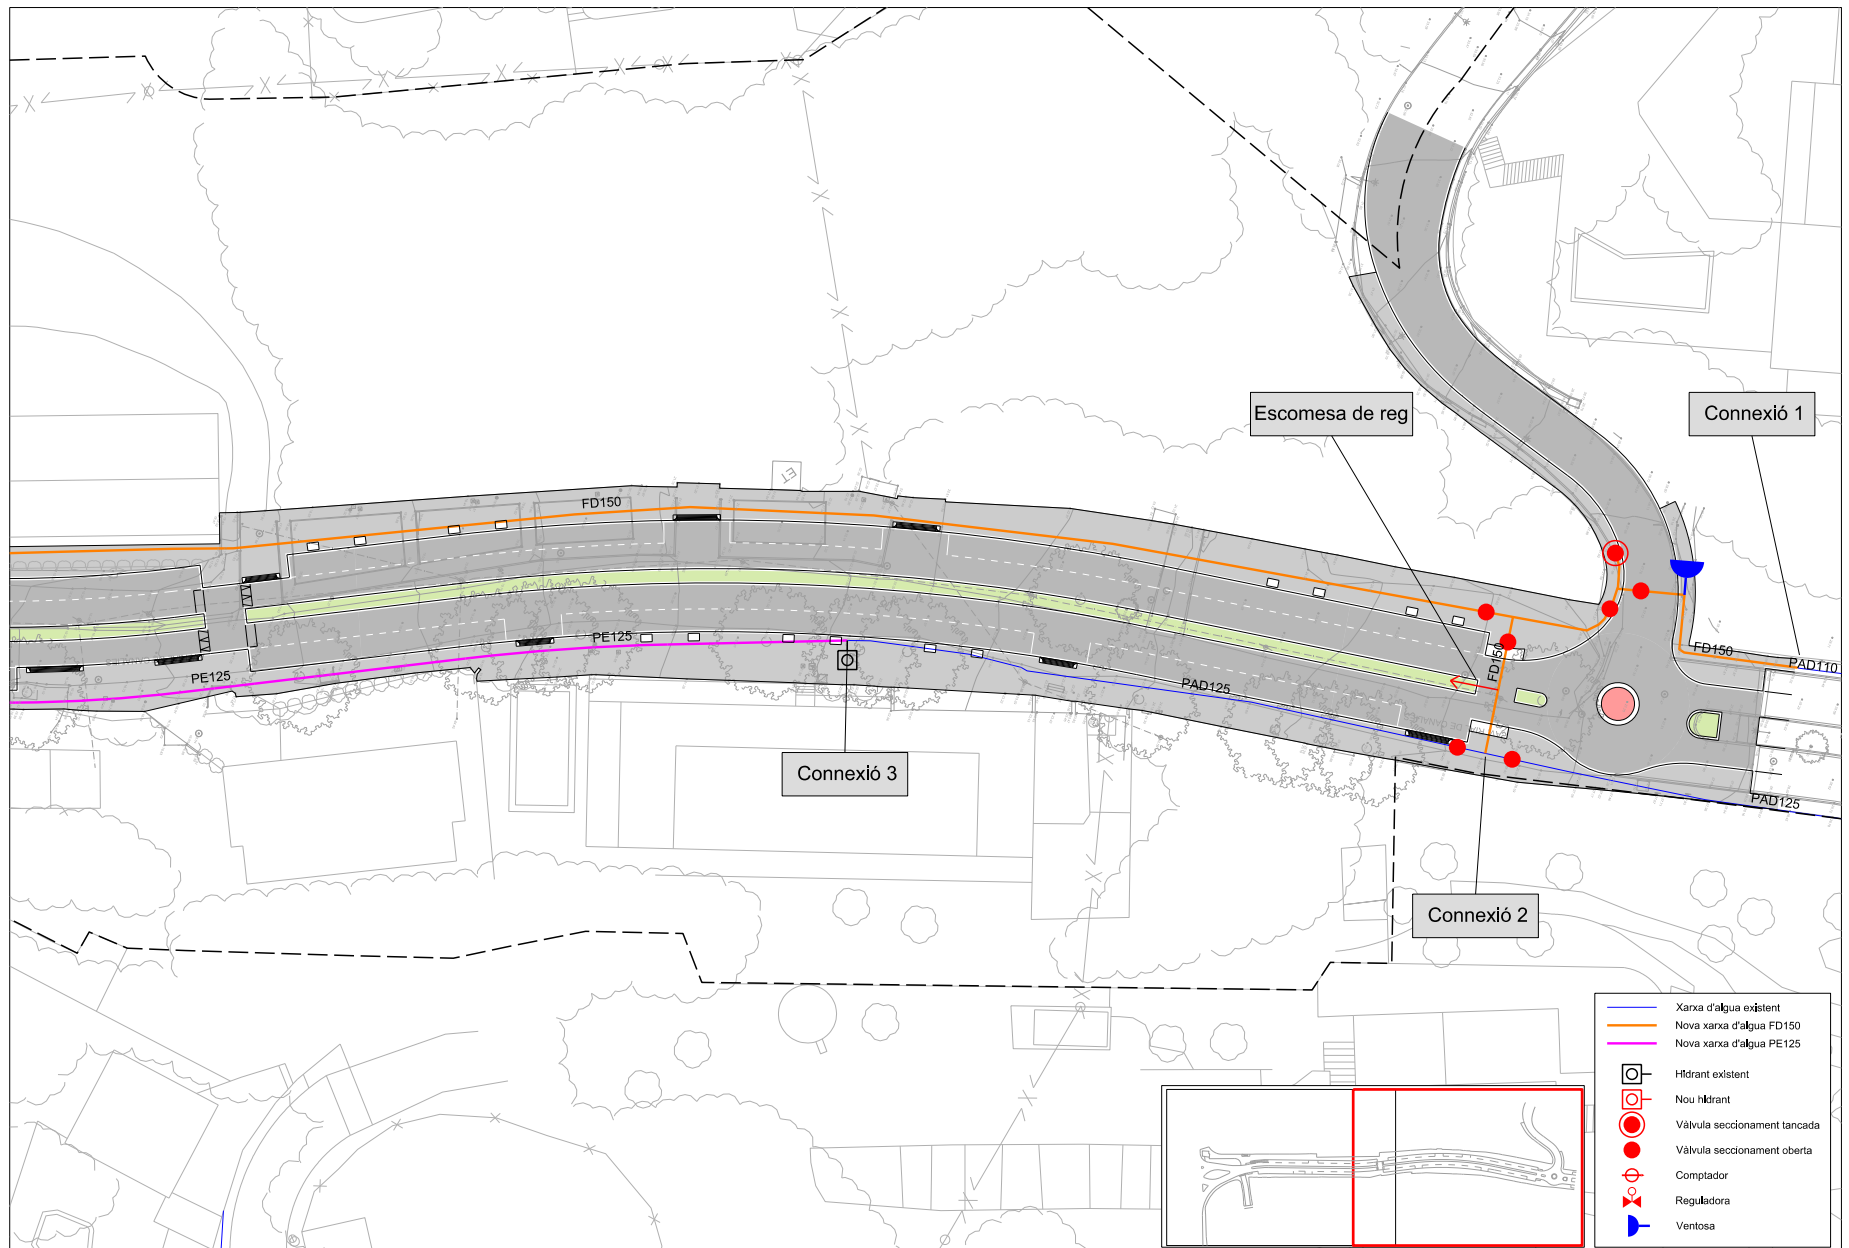 Escomesa de reg
Connexió 1
ET
FD150
PE125
PE125
FD150
FD150
PAD110
PAD125
PAD125
Connexió 3
Connexió 2
Xarxa d'aigua existent
Nova xarxa d'aigua FD150
Nova xarxa d'aigua PE125
Hidrant existent
Nou hidrant
Vàlvula seccionament tancada
Vàlvula seccionament oberta
Comptador
Reguladora
Ventosa